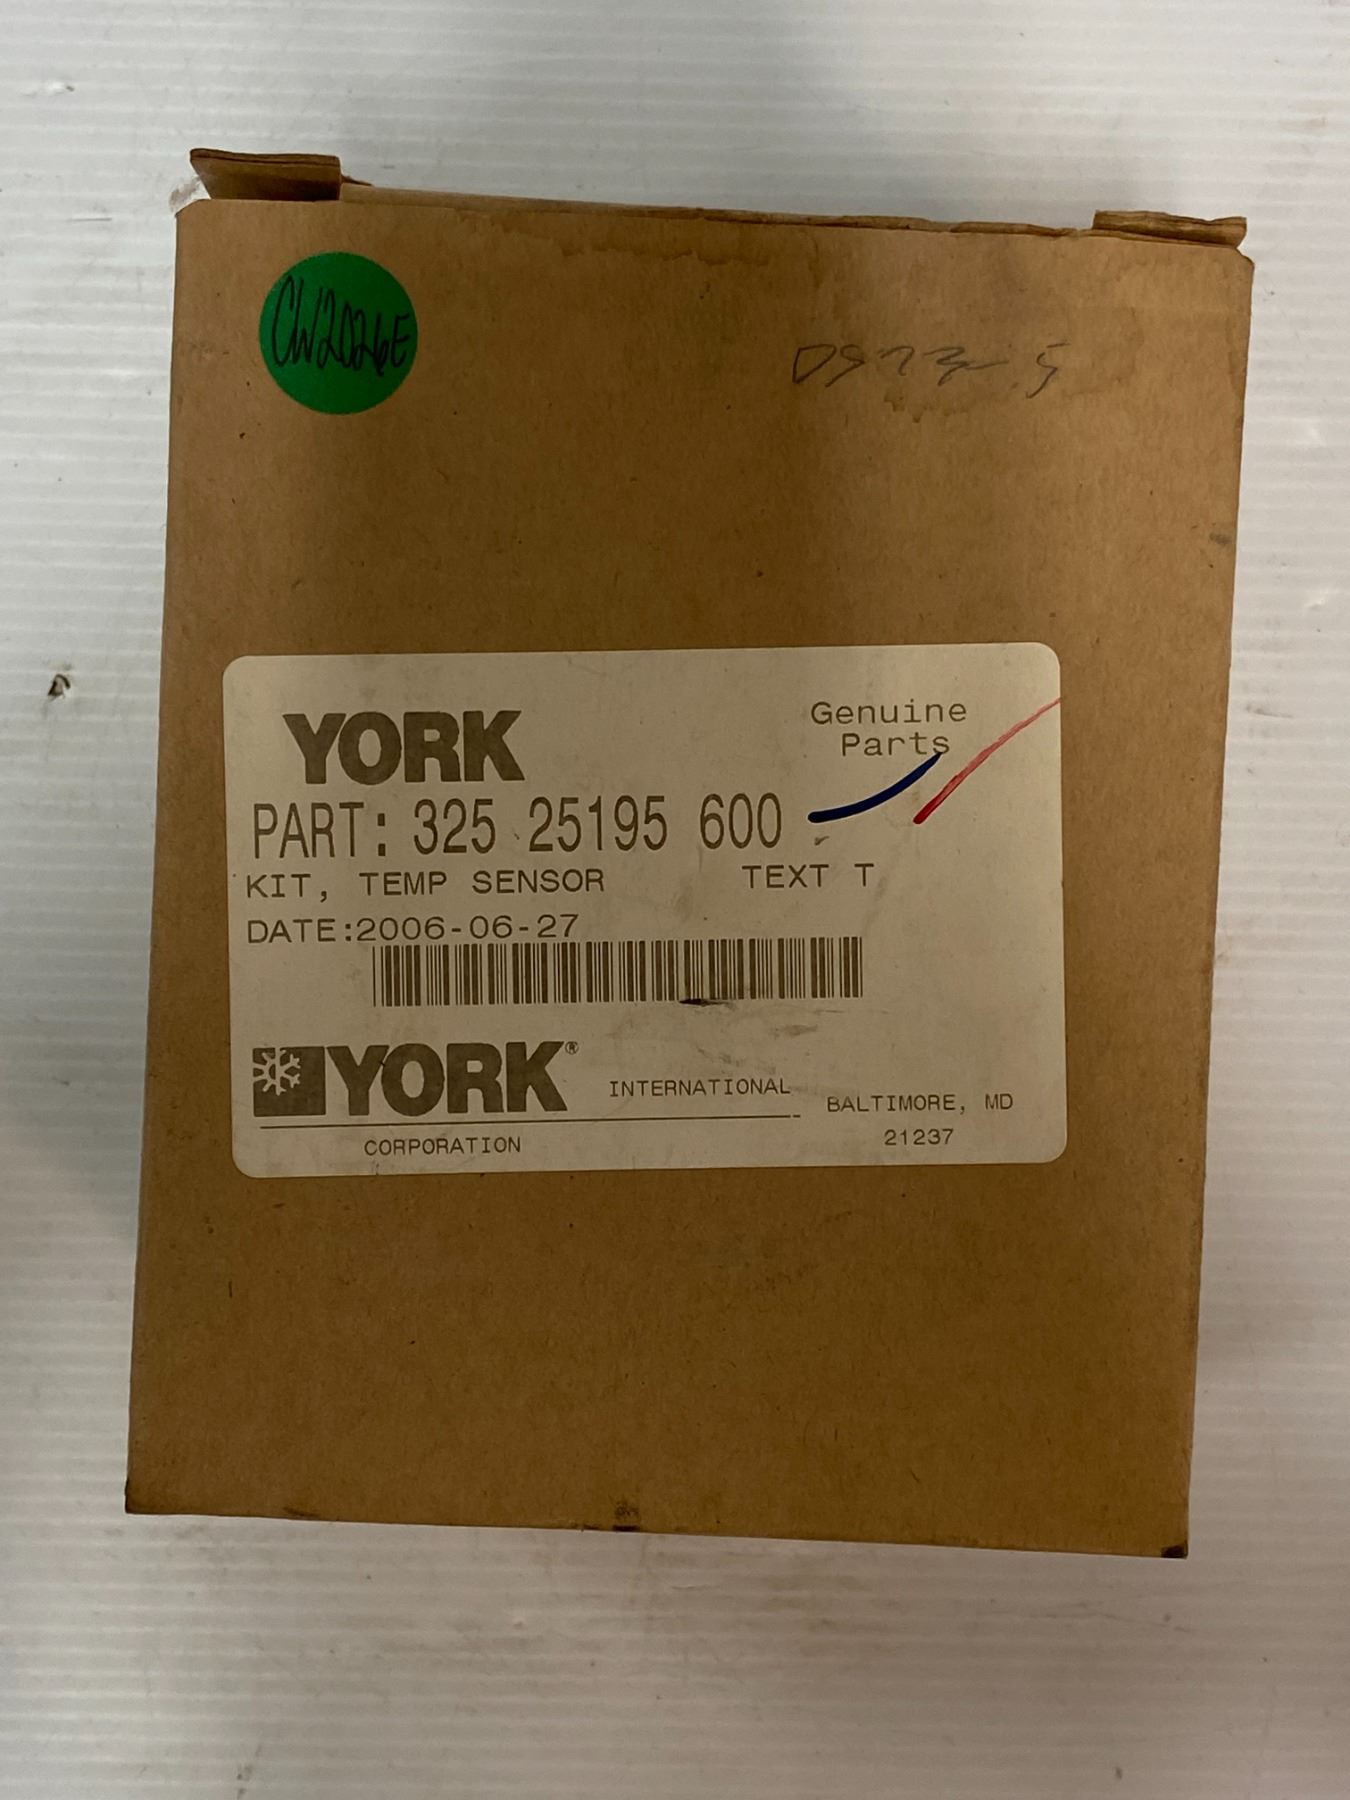 CW2026E
YORK
Genuine
Parts
PART: 325 25195 600
KIT, TEMP SENSOR TEXT T
DATE:2006-06-27
YORK® INTERNATIONAL
CORPORATION
BALTIMORE, MD
21237